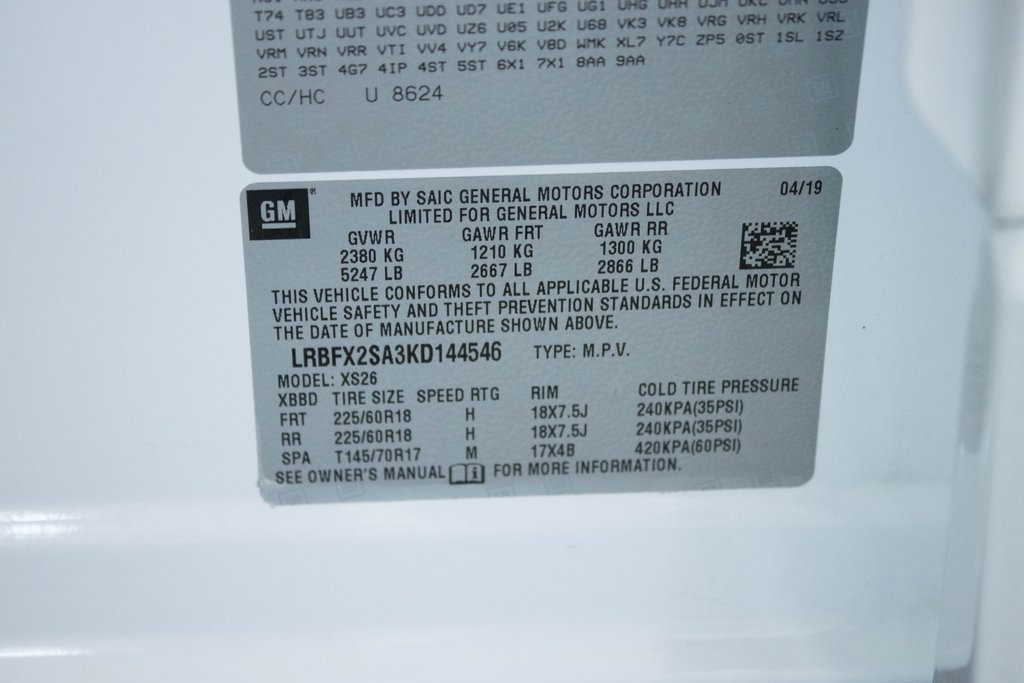 T74 T83 UB3 UC3 UDD UD7 UE1 UFG UG1 UHG UHH UJM UKL
UST UTJ UUT UVC UVD UZ6 U05 U2K U68 VK3 VK8 VRG VRH VRK VRL
VRM VRN VRR VTI VV4 VY7 V6K V8D WMK XL7 Y7C ZP5 0ST 1SL 1SZ
2ST 3ST 4G7 4IP 4ST 5ST 6X1 7X1 8AA 9AA
CC/HC U 8624
GM ® MFD BY SAIC GENERAL MOTORS CORPORATION 04/19
LIMITED FOR GENERAL MOTORS LLC
GVWR GAWR FRT GAWR RR
2380 KG 1210 KG 1300 KG
5247 LB 2667 LB 2866 LB
THIS VEHICLE CONFORMS TO ALL APPLICABLE U.S. FEDERAL MOTOR
VEHICLE SAFETY AND THEFT PREVENTION STANDARDS IN EFFECT ON
THE DATE OF MANUFACTURE SHOWN ABOVE.
LRBFX2SA3KD144546 TYPE: M.P.V.
MODEL: XS26
XBBD TIRE SIZE SPEED RTG RIM COLD TIRE PRESSURE
FRT 225/60R18 H 18X7.5J 240KPA(35PSI)
RR 225/60R18 H 18X7.5J 240KPA(35PSI)
SPA T145/70R17 M 17X4B 420KPA(60PSI)
SEE OWNER'S MANUAL i FOR MORE INFORMATION.